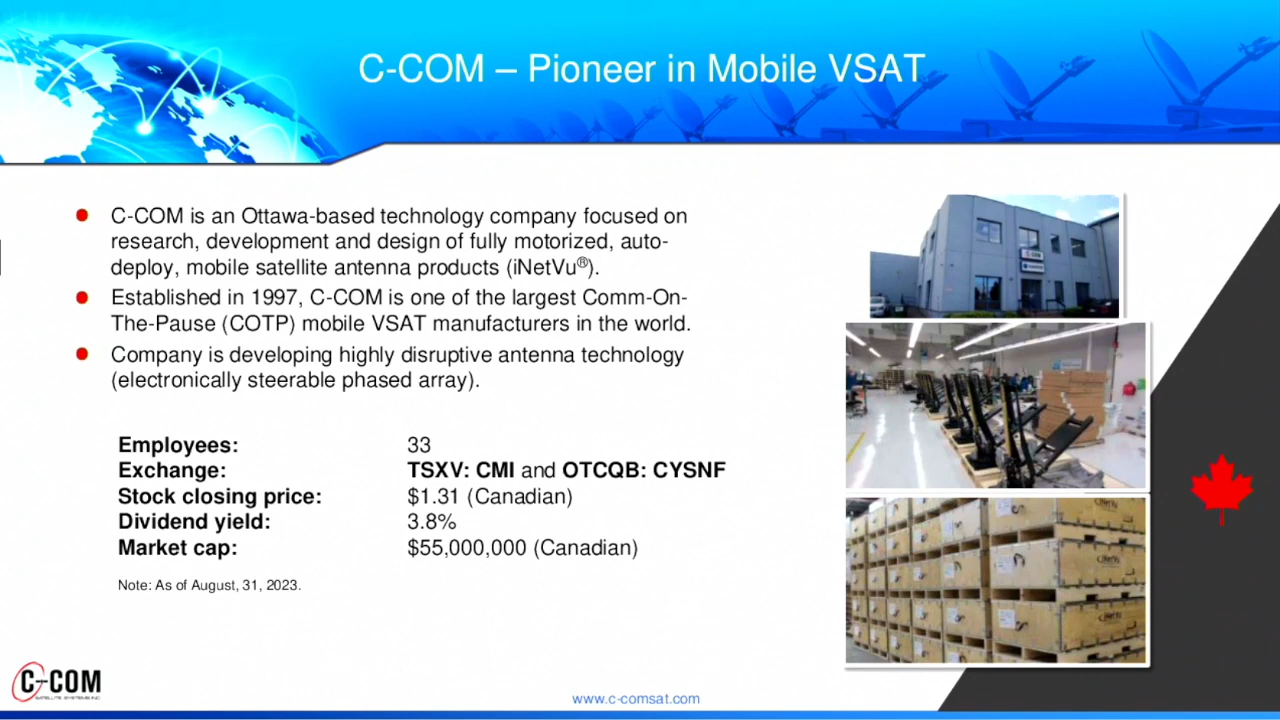 C-COM – Pioneer in Mobile VSAT
C-COM is an Ottawa-based technology company focused on
research, development and design of fully motorized, auto-
deploy, mobile satellite antenna products (iNetVu®).
Established in 1997, C-COM is one of the largest Comm-On-
The-Pause (COTP) mobile VSAT manufacturers in the world.
Company is developing highly disruptive antenna technology
(electronically steerable phased array).
Employees: 33
Exchange: TSXV: CMI and OTCQB: CYSNF
Stock closing price: $1.31 (Canadian)
Dividend yield: 3.8%
Market cap: $55,000,000 (Canadian)
Note: As of August, 31, 2023.
C-COM
SATELLITE SYSTEMS INC.
www.c-comsat.com